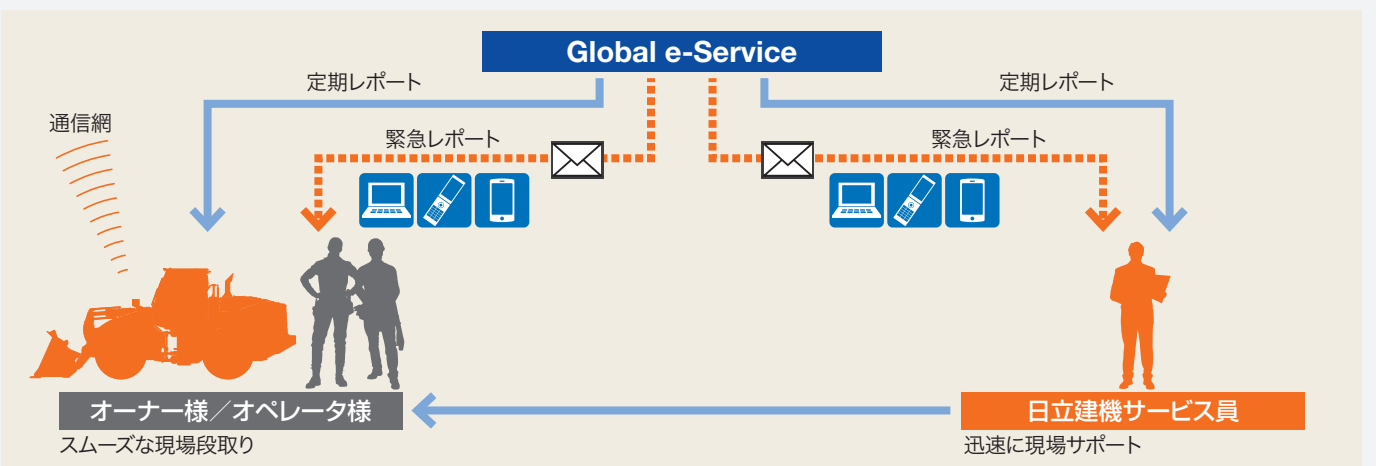 Global e-Service
定期レポート
定期レポート
通信網
緊急レポート
緊急レポート
オーナー様／オペレータ様
日立建機サービス員
スムーズな現場段取り
迅速に現場サポート